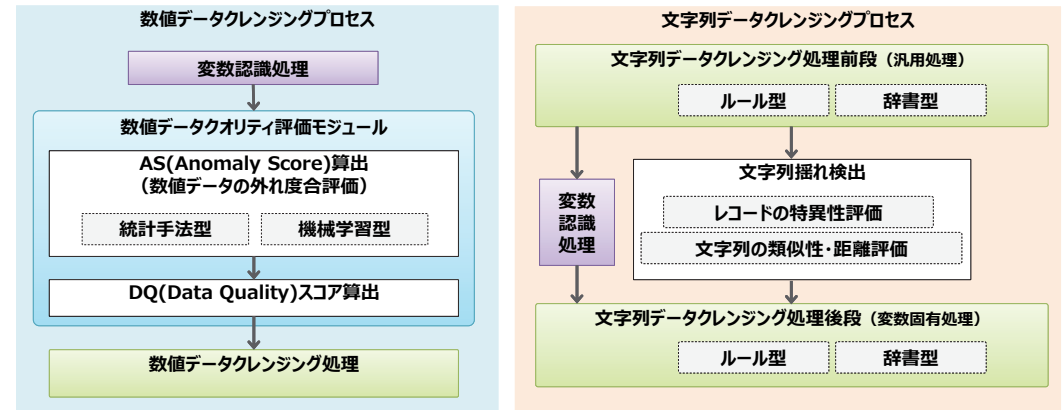 数値データクレンジングプロセス
変数認識処理
数値データクオリティ評価モジュール
AS(Anomaly Score)算出
（数値データの外れ度合評価）
統計手法型
機械学習型
DQ(Data Quality)スコア算出
数値データクレンジング処理
文字列データクレンジングプロセス
文字列データクレンジング処理前段（汎用処理）
ルール型
辞書型
変数
認識
処理
文字列揺れ検出
レコードの特異性評価
文字列の類似性・距離評価
文字列データクレンジング処理後段（変数固有処理）
ルール型
辞書型